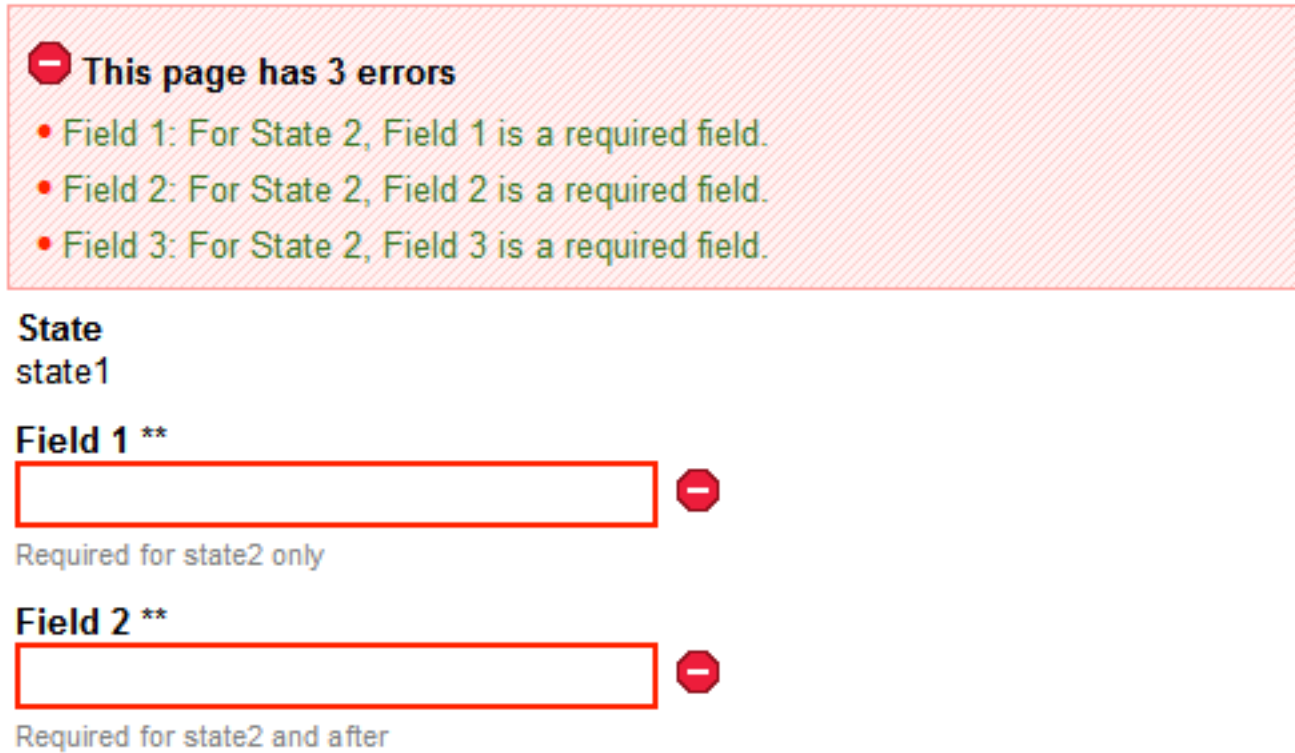 This page has 3 errors
• Field 1: For State 2, Field 1 is a required field.
• Field 2: For State 2, Field 2 is a required field.
• Field 3: For State 2, Field 3 is a required field.
State
state1
Field 1 **
Required for state2 only
Field 2 **
Required for state2 and after